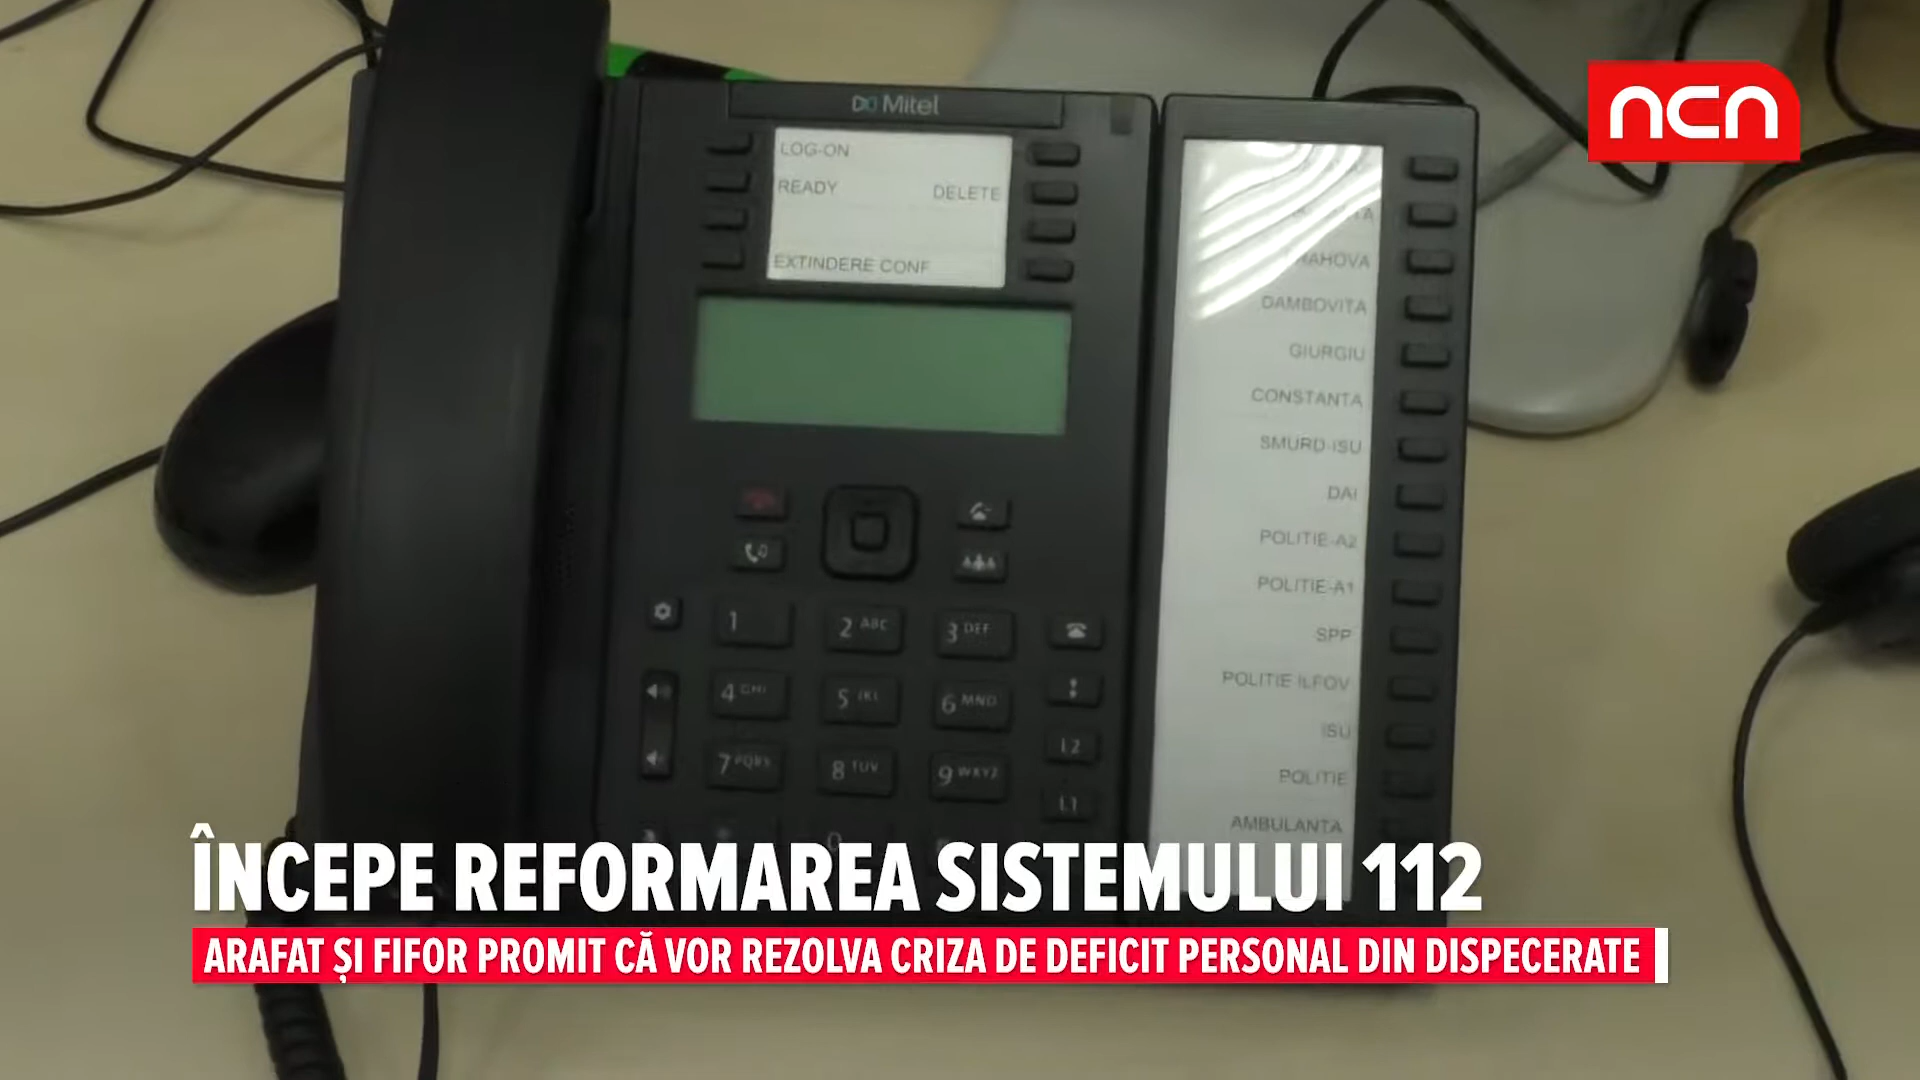 Mitel
ncn
LOG-ON
READY
DELETE
EXTINDERE CONF
DAMBOVITA
GIURGIU
CONSTANTA
SMURD-ISU
DAI
POLITIE-A2
POLITIE-A1
SPP
POLITIE ILFOV
ISU
POLITIE
AMBULANTA
1
2 ABC
3 DEF
4 GHI
5 JKL
6 MNO
L2
7 PQRS
8 TUV
9 WXYZ
L1
0
ÎNCEPE REFORMAREA SISTEMULUI 112
ARAFAT ȘI FIFOR PROMIT CĂ VOR REZOLVA CRIZA DE DEFICIT PERSONAL DIN DISPECERATE